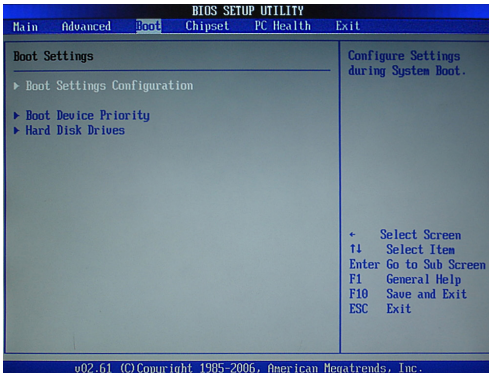 BIOS SETUP UTILITY
Main Advanced Boot Chipset PC Health Exit
Boot Settings
▶ Boot Settings Configuration
▶ Boot Device Priority
▶ Hard Disk Drives
Configure Settings
during System Boot.
← Select Screen
↑↓ Select Item
Enter Go to Sub Screen
F1 General Help
F10 Save and Exit
ESC Exit
v02.61 (C)Copyright 1985-2006, American Megatrends, Inc.